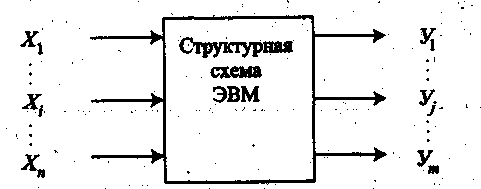 X₁ Структурная y₁
схема
ЭВМ
Xᵢ yⱼ
Xₙ yₘ